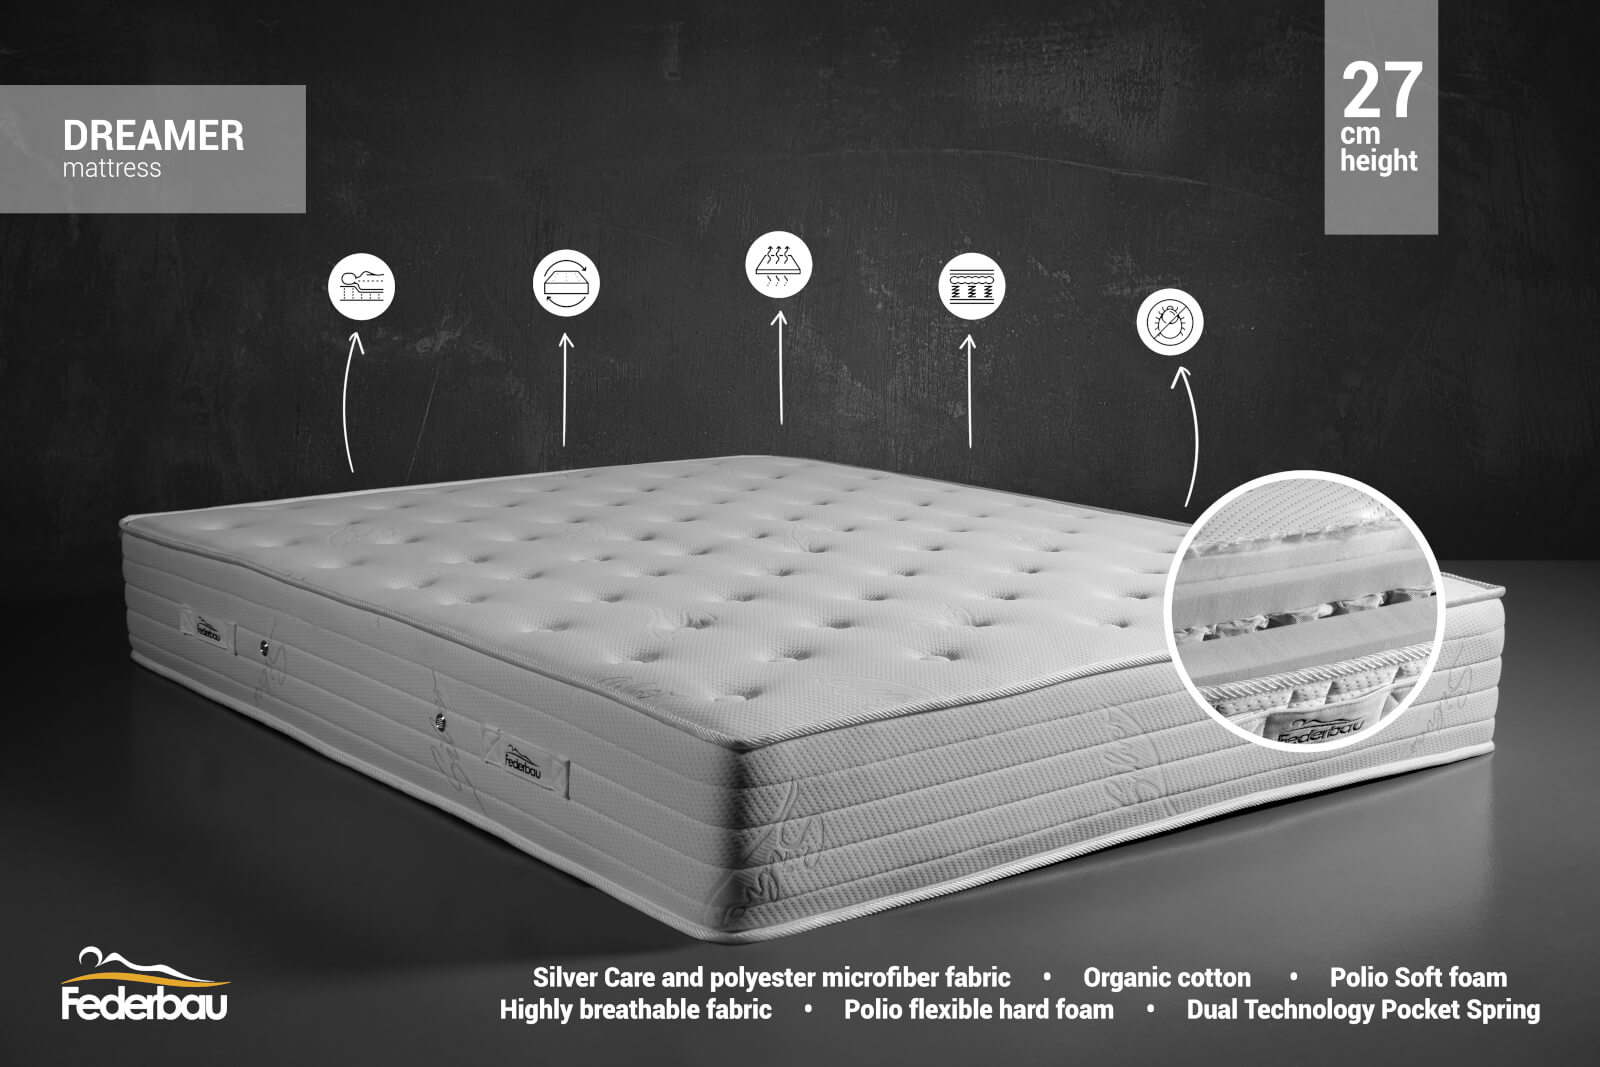 DREAMER
mattress
27
cm
height
Federbau
Federbau
Federbau
Federbau
Silver Care and polyester microfiber fabric • Organic cotton • Polio Soft foam
Highly breathable fabric • Polio flexible hard foam • Dual Technology Pocket Spring